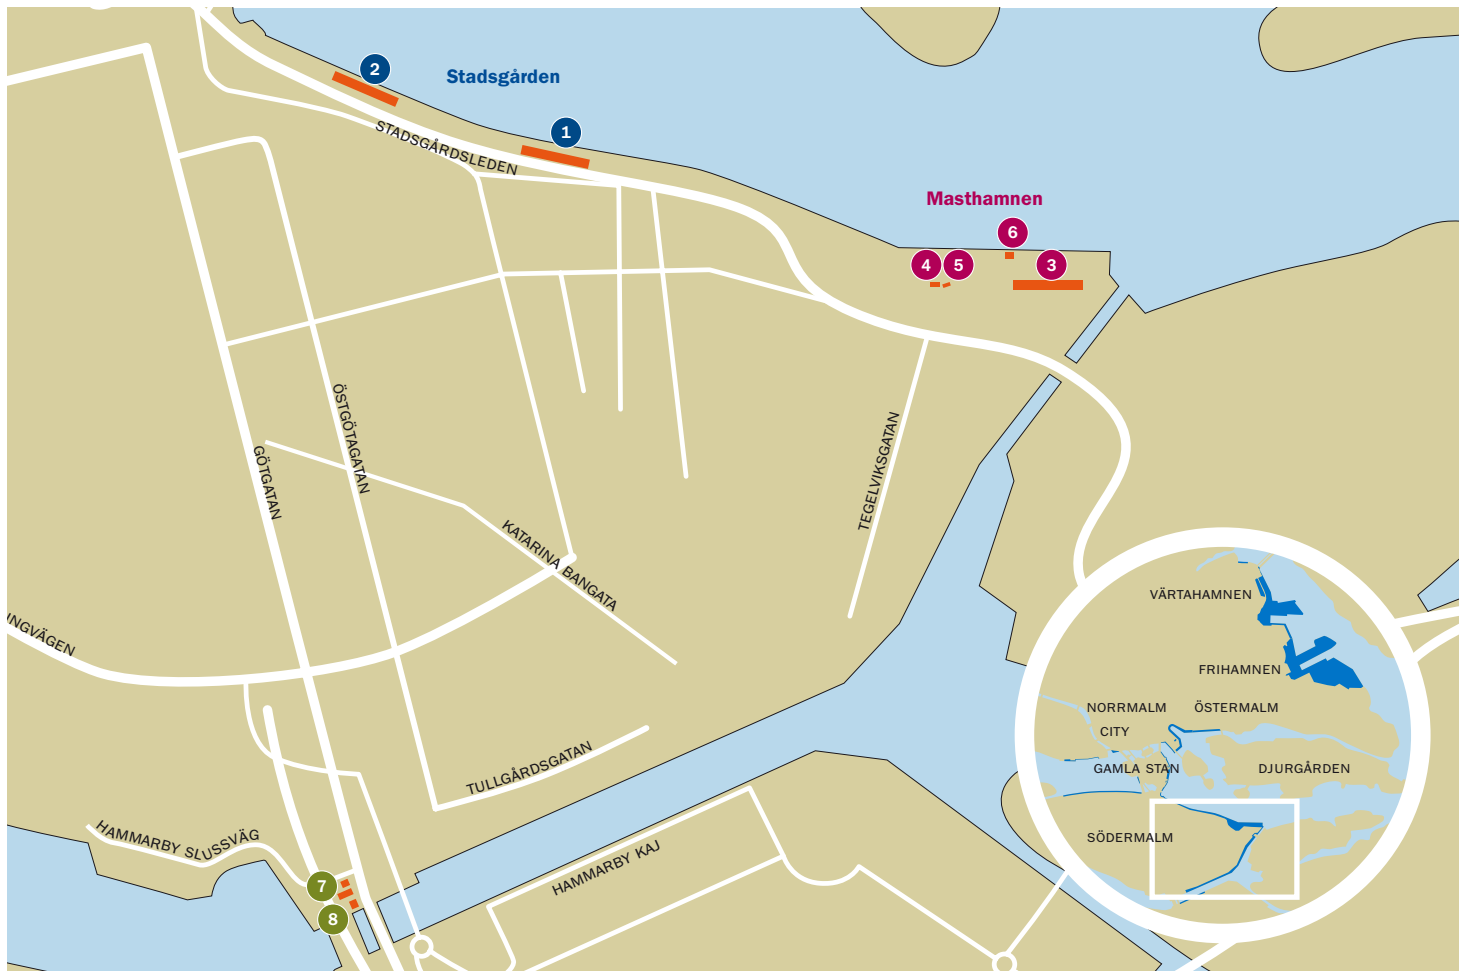 2
Stadsgården
1
STADSGÅRDSLEDEN
Masthamnen
6
4
5
3
ÖSTGÖTAGATAN
GÖTGATAN
TEGELVIKSGATAN
KATARINA BANGATA
INGVÄGEN
TULLGÅRDSGATAN
HAMMARBY SLUSSVÄG
HAMMARBY KAJ
7
8
VÄRTAHAMNEN
FRIHAMNEN
NORRMALM
ÖSTERMALM
CITY
GAMLA STAN
DJURGÅRDEN
SÖDERMALM